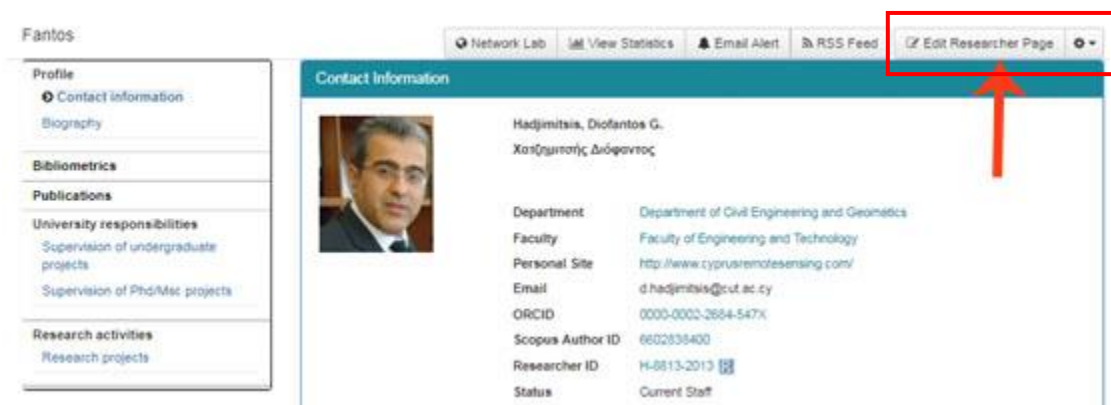 Fantos
Network Lab View Statistics Email Alert RSS Feed Edit Researcher Page
Profile
Contact information
Biography
Bibliometrics
Publications
University responsibilities
Supervision of undergraduate
projects
Supervision of Phd/Msc projects
Research activities
Research projects
Contact Information
Hadjimitsis, Diofantos G.
Χατζημιτσής Διόφαντος
Department Department of Civil Engineering and Geomatics
Faculty Faculty of Engineering and Technology
Personal Site http://www.cyprusremotesensing.com/
Email d.hadjimitsis@cut.ac.cy
ORCID 0000-0002-2684-547X
Scopus Author ID 6602838400
Researcher ID H-8813-2013 R
Status Current Staff